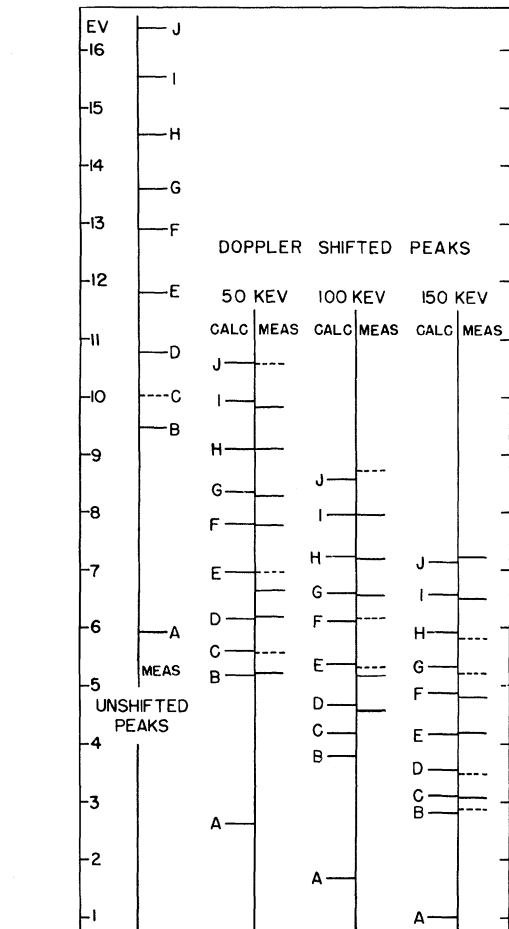 EV
16
15
14
13
12
11
10
9
8
7
6
5
4
3
2
1
J
I
H
G
F
E
D
C
B
A
MEAS
UNSHIFTED
PEAKS
DOPPLER SHIFTED PEAKS
50 KEV
CALC MEAS
J
I
H
G
F
E
D
C
B
A
100 KEV
CALC MEAS
J
I
H
G
F
E
D
C
B
A
150 KEV
CALC MEAS
J
I
H
G
F
E
D
C
B
A